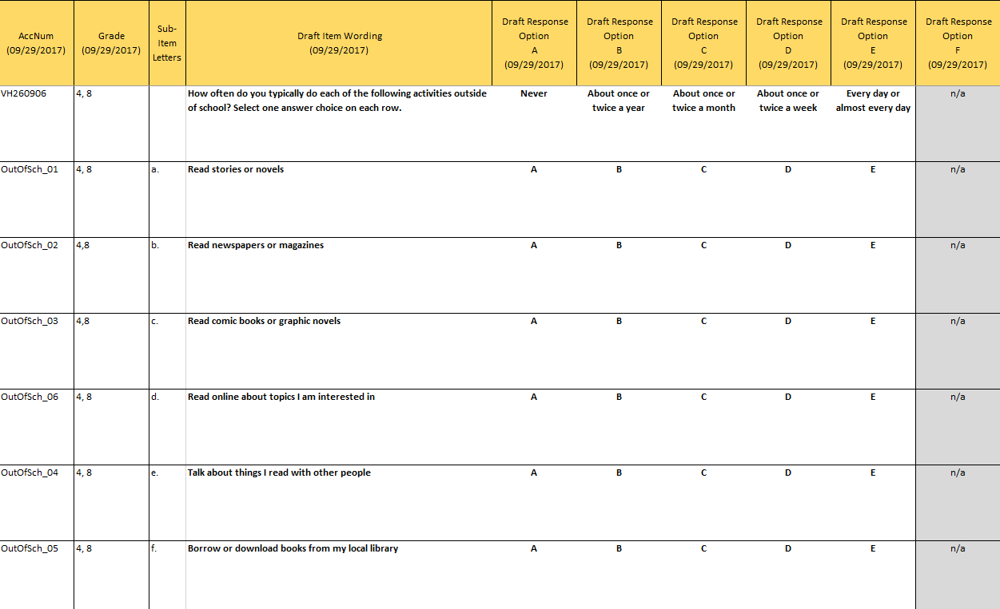 AccNum
(09/29/2017)
Grade
(09/29/2017)
Sub-
Item
Letters
Draft Item Wording
(09/29/2017)
Draft Response
Option
A
(09/29/2017)
Draft Response
Option
B
(09/29/2017)
Draft Response
Option
C
(09/29/2017)
Draft Response
Option
D
(09/29/2017)
Draft Response
Option
E
(09/29/2017)
Draft Response
Option
F
(09/29/2017)
VH260906
4, 8
How often do you typically do each of the following activities outside
of school? Select one answer choice on each row.
Never
About once or
twice a year
About once or
twice a month
About once or
twice a week
Every day or
almost every day
n/a
OutOfSch_01 4, 8 a. Read stories or novels A B C D E n/a
OutOfSch_02 4,8 b. Read newspapers or magazines A B C D E n/a
OutOfSch_03 4,8 c. Read comic books or graphic novels A B C D E n/a
OutOfSch_06 4, 8 d. Read online about topics I am interested in A B C D E n/a
OutOfSch_04 4, 8 e. Talk about things I read with other people A B C D E n/a
OutOfSch_05 4, 8 f. Borrow or download books from my local library A B C D E n/a